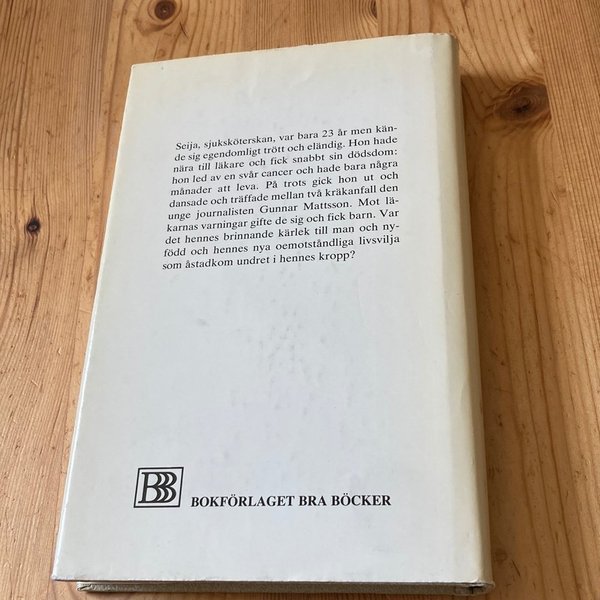 Seija, sjuksköterskan, var bara 23 år men kän-
de sig egendomligt trött och eländig. Hon hade
nära till läkare och fick snabbt sin dödsdom:
hon led av en svår cancer och hade bara några
månader att leva. På trots gick hon ut och
dansade och träffade mellan två kräkanfall den
unge journalisten Gunnar Mattsson. Mot lä-
karnas varningar gifte de sig och fick barn. Var
det hennes brinnande kärlek till man och ny-
född och hennes nya oemotståndliga livsvilja
som åstadkom undret i hennes kropp?
BBB
BOKFÖRLAGET BRA BÖCKER